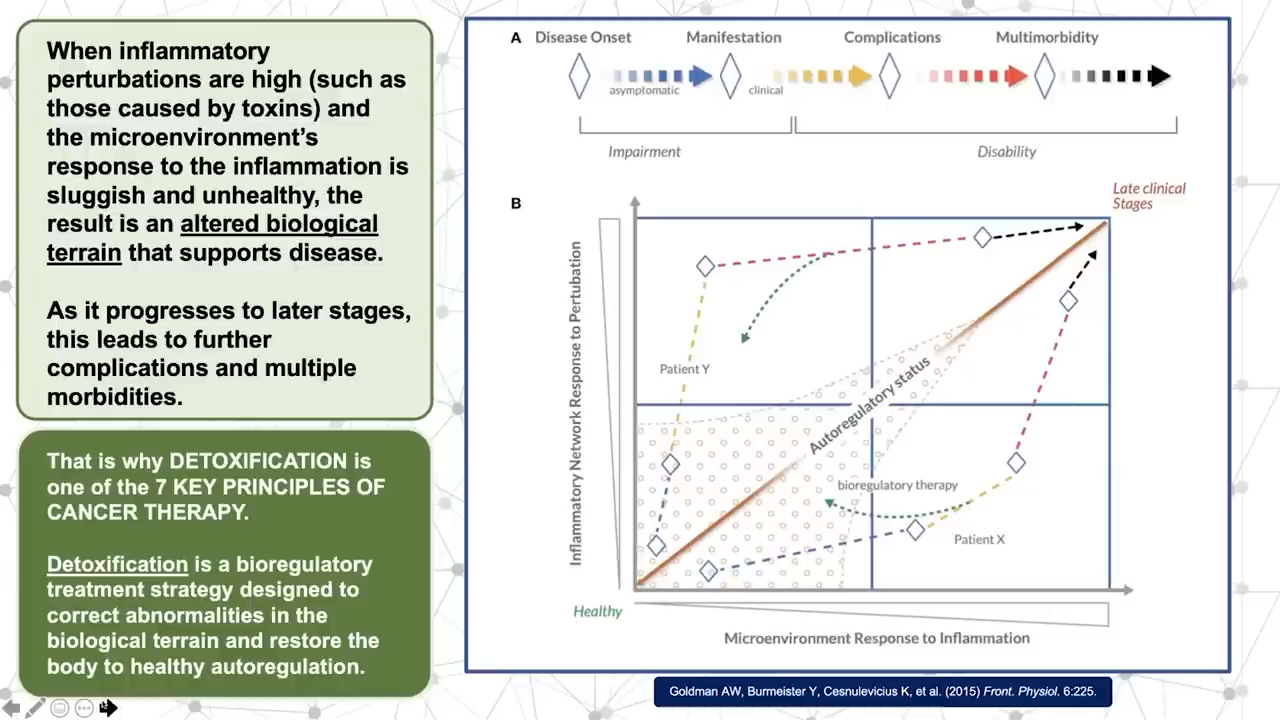 When inflammatory
perturbations are high (such as
those caused by toxins) and
the microenvironment's
response to the inflammation is
sluggish and unhealthy, the
result is an altered biological
terrain that supports disease.
As it progresses to later stages,
this leads to further
complications and multiple
morbidities.
That is why DETOXIFICATION is
one of the 7 KEY PRINCIPLES OF
CANCER THERAPY.
Detoxification is a bioregulatory
treatment strategy designed to
correct abnormalities in the
biological terrain and restore the
body to healthy autoregulation.
A
Disease Onset
Manifestation
Complications
Multimorbidity
asymptomatic
clinical
Impairment
Disability
B
Late clinical
Stages
Inflammatory Network Response to Pertubation
Patient Y
Autoregulatory status
bioregulatory therapy
Patient X
Healthy
Microenvironment Response to Inflammation
Goldman AW, Burmeister Y, Cesnulevicius K, et al. (2015) Front. Physiol. 6:225.